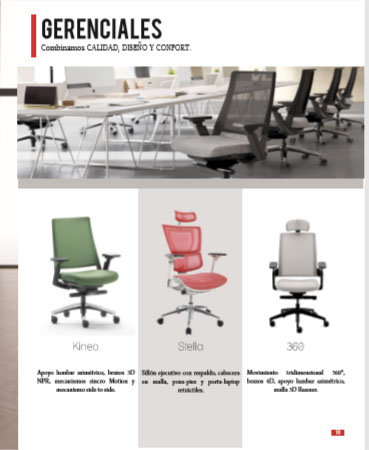 GERENCIALES
Combinamos CALIDAD, DISEÑO Y CONFORT.
Kineo
Stella
360
Apoyo lumbar asimétrico, brazos 3D
NPR, mecanismos sincro Motion y
mecanismo side to side.
Sillón ejecutivo con respaldo, cabecera
en malla, posa-pies y porta-laptop
retráctiles.
Movimiento tridimensional 360°,
brazos 4D, apoyo lumbar asimétrico,
malla 3D Runner.